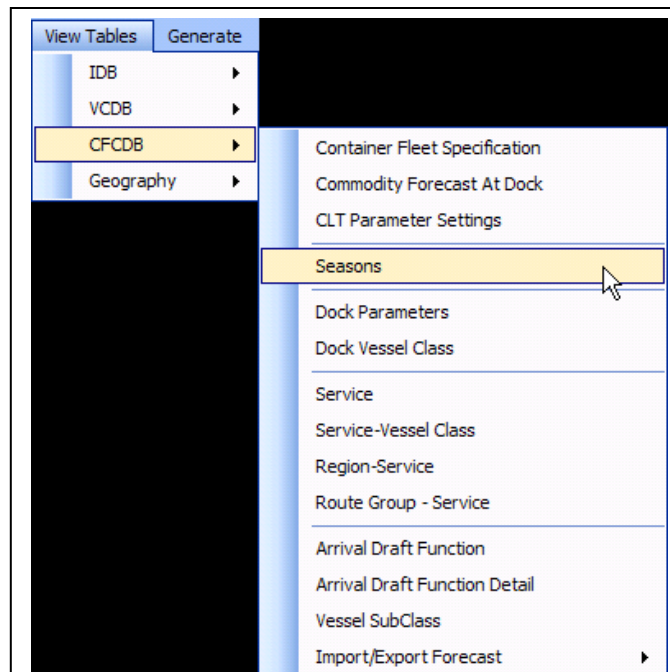 View Tables Generate
IDB
VCDB
CFCDB
Geography
Container Fleet Specification
Commodity Forecast At Dock
CLT Parameter Settings
Seasons
Dock Parameters
Dock Vessel Class
Service
Service-Vessel Class
Region-Service
Route Group - Service
Arrival Draft Function
Arrival Draft Function Detail
Vessel SubClass
Import/Export Forecast